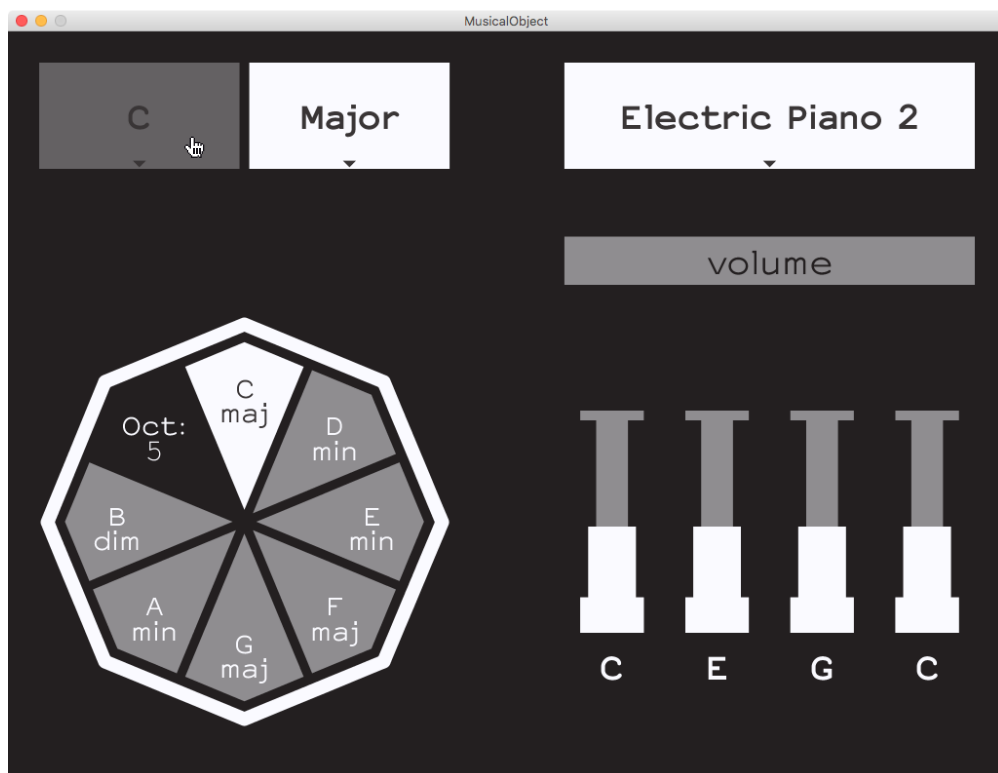 MusicalObject
C
Major
Electric Piano 2
volume
C
maj
D
min
E
min
F
maj
G
maj
A
min
B
dim
Oct:
5
C E G C